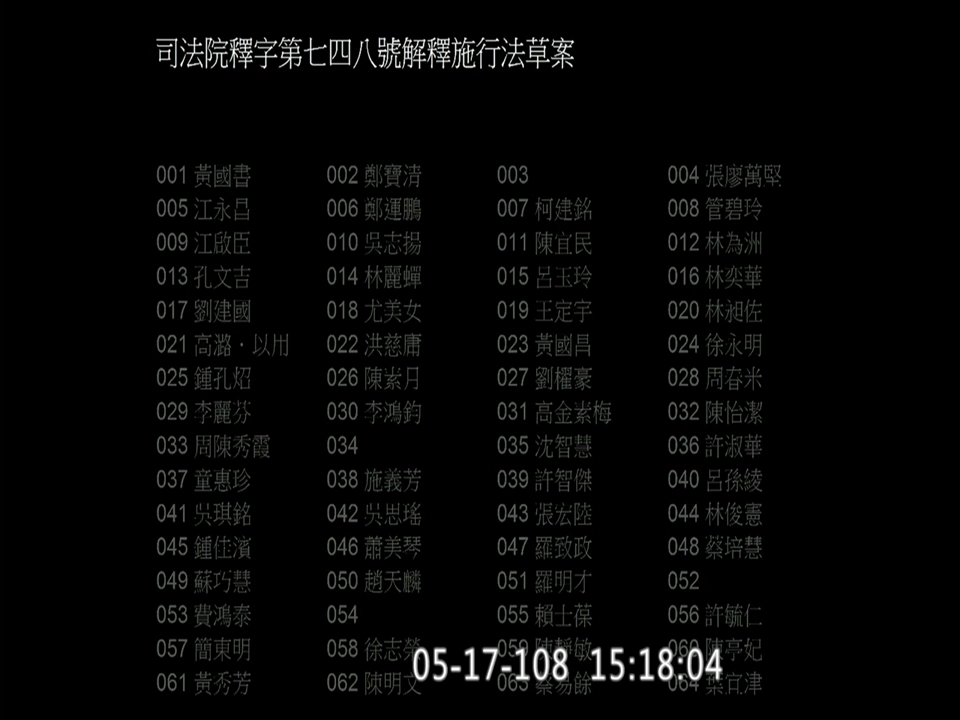 司法院釋字第七四八號解釋施行法草案
001 黃國書 002 鄭寶清 003 004 張廖萬堅
005 江永昌 006 鄭運鵬 007 柯建銘 008 管碧玲
009 江啟臣 010 吳志揚 011 陳宜民 012 林為洲
013 孔文吉 014 林麗蟬 015 呂玉玲 016 林奕華
017 劉建國 018 尤美女 019 王定宇 020 林昶佐
021 高潞·以用 022 洪慈庸 023 黃國昌 024 徐永明
025 鍾孔炤 026 陳素月 027 劉櫂豪 028 周春米
029 李麗芬 030 李鴻鈞 031 高金素梅 032 陳怡潔
033 周陳秀霞 034 035 沈智慧 036 許淑華
037 童惠珍 038 施義芳 039 許智傑 040 呂孫綾
041 吳琪銘 042 吳思瑤 043 張宏陸 044 林俊憲
045 鍾佳濱 046 蕭美琴 047 羅致政 048 蔡培慧
049 蘇巧慧 050 趙天麟 051 羅明才 052
053 費鴻泰 054 055 賴士葆 056 許毓仁
057 簡東明 058 徐志榮 059 陳靜敏 060 陳亭妃
061 黃秀芳 062 陳明文 063 蔡易餘 064 葉宜津
05-17-108 15:18:04